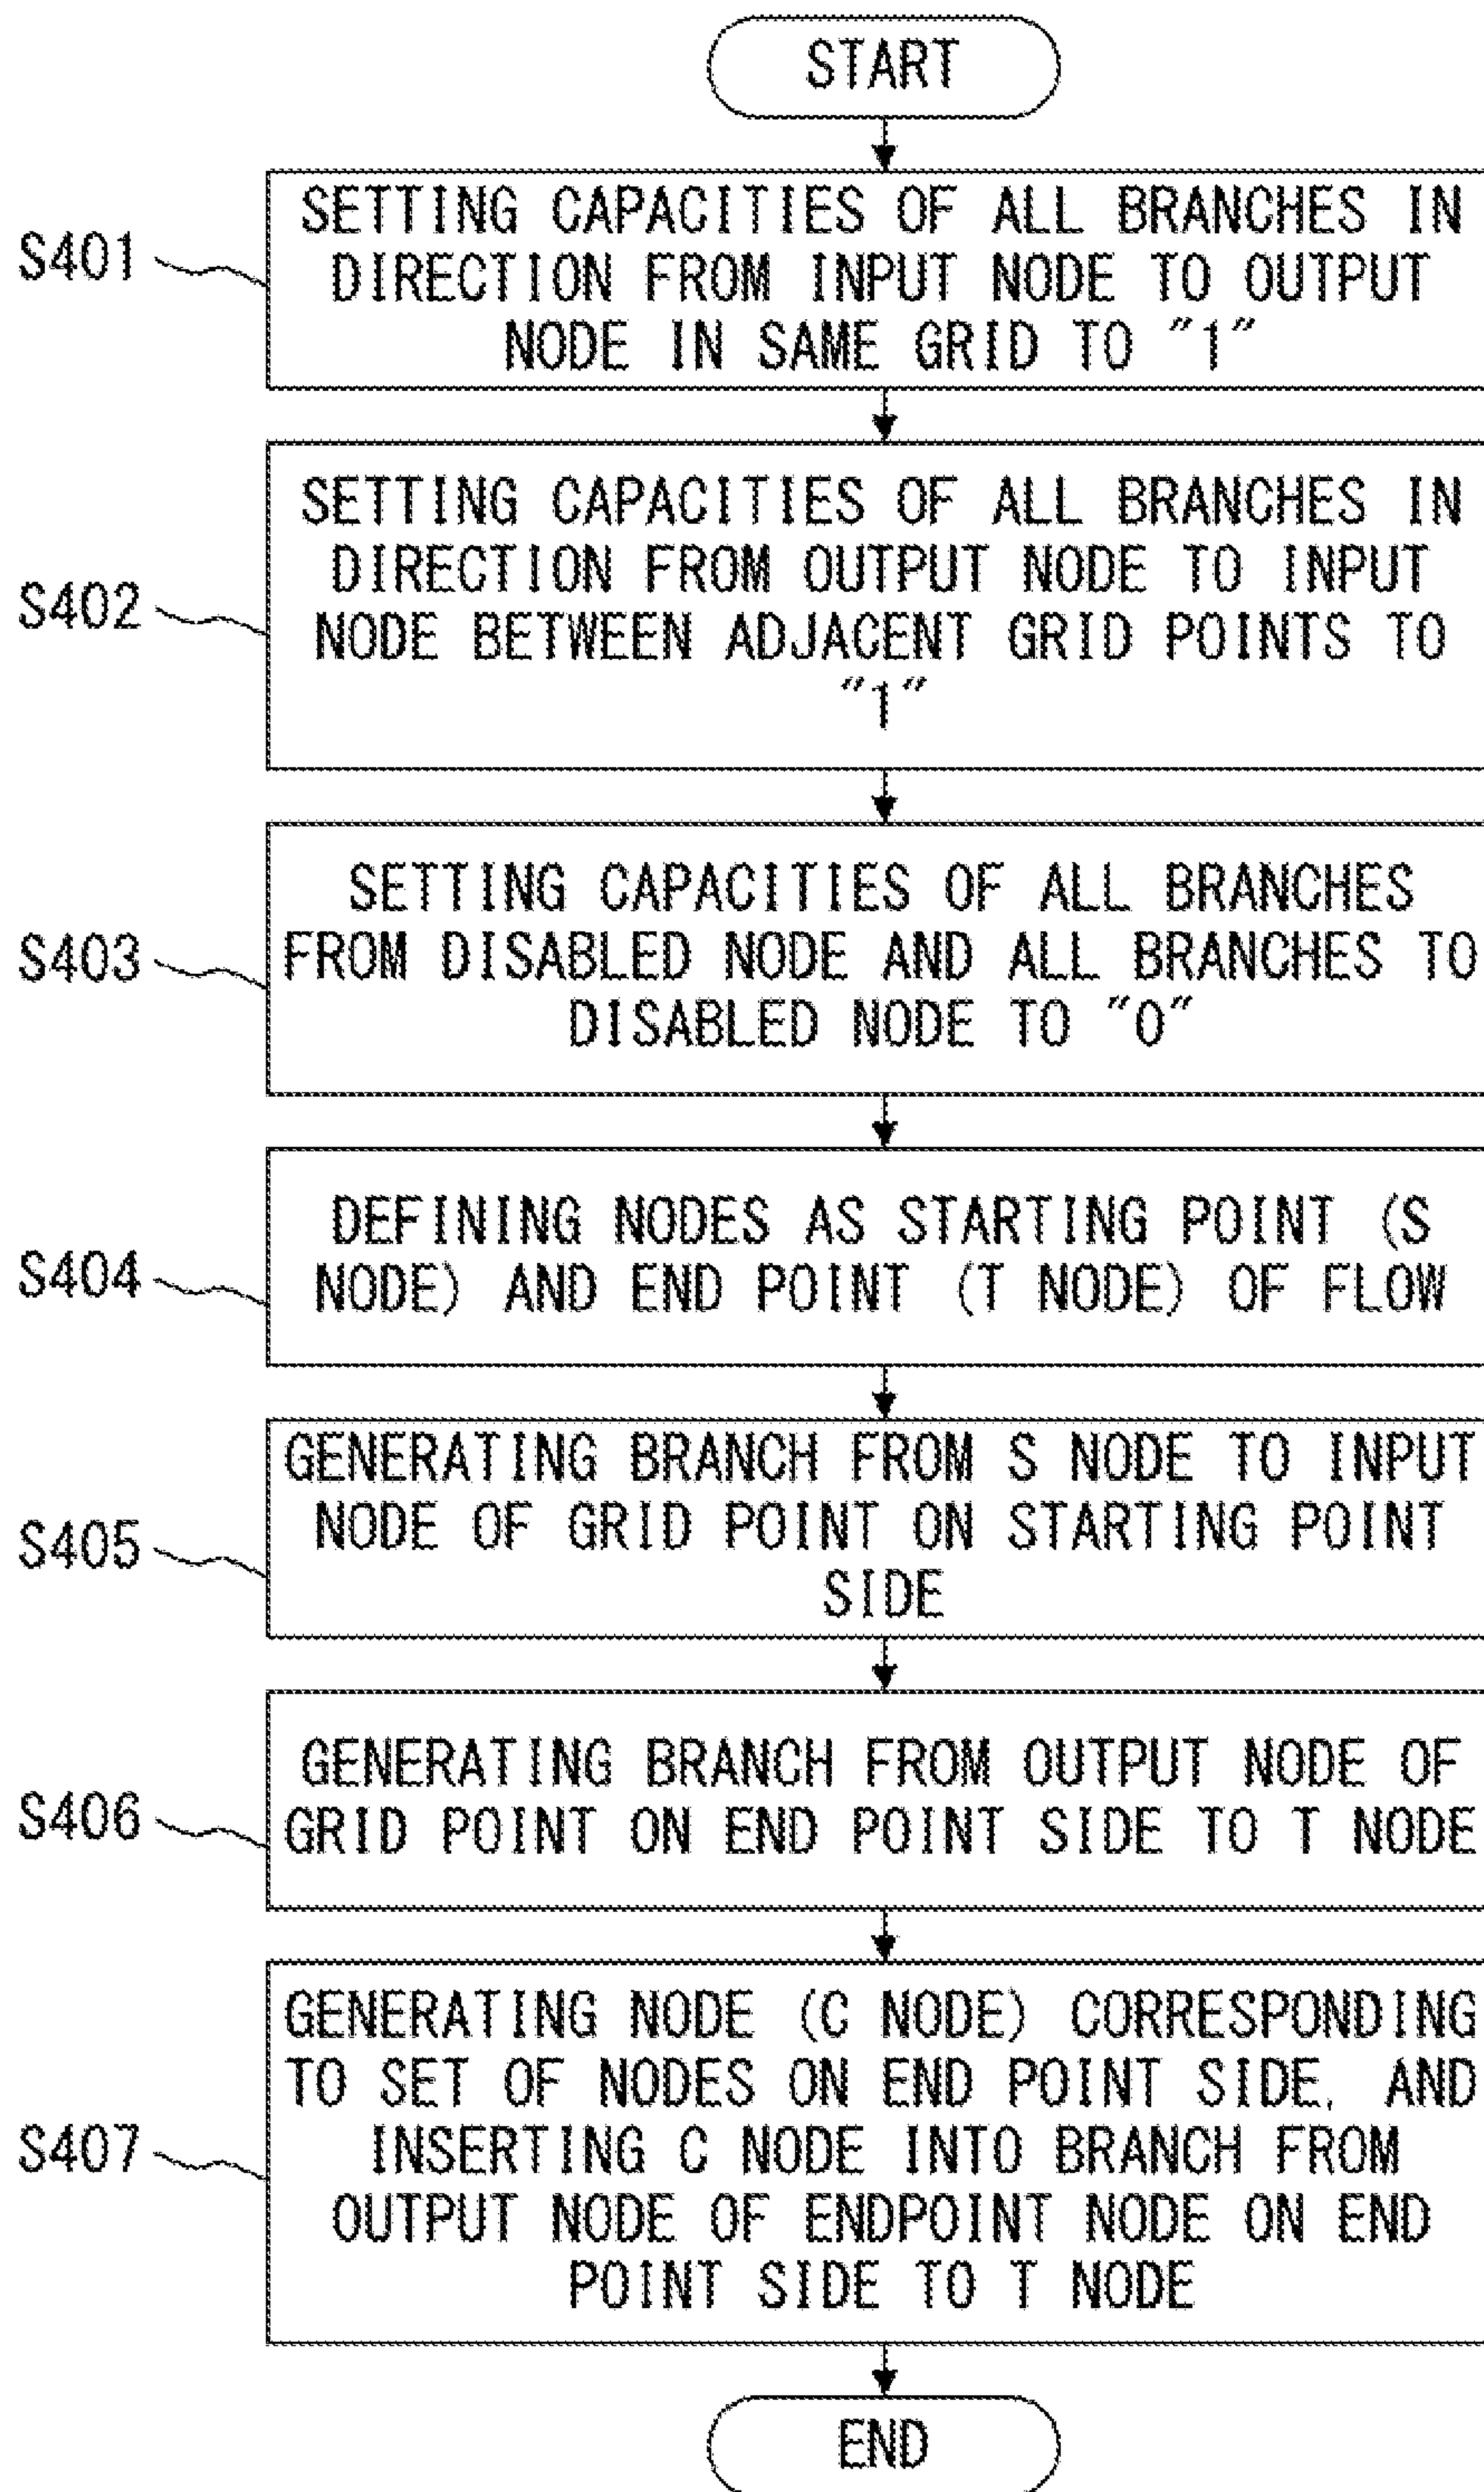 START
S401
SETTING CAPACITIES OF ALL BRANCHES IN
DIRECTION FROM INPUT NODE TO OUTPUT
NODE IN SAME GRID TO "1"
S402
SETTING CAPACITIES OF ALL BRANCHES IN
DIRECTION FROM OUTPUT NODE TO INPUT
NODE BETWEEN ADJACENT GRID POINTS TO
"1"
S403
SETTING CAPACITIES OF ALL BRANCHES
FROM DISABLED NODE AND ALL BRANCHES TO
DISABLED NODE TO "0"
S404
DEFINING NODES AS STARTING POINT (S
NODE) AND END POINT (T NODE) OF FLOW
S405
GENERATING BRANCH FROM S NODE TO INPUT
NODE OF GRID POINT ON STARTING POINT
SIDE
S406
GENERATING BRANCH FROM OUTPUT NODE OF
GRID POINT ON END POINT SIDE TO T NODE
S407
GENERATING NODE (C NODE) CORRESPONDING
TO SET OF NODES ON END POINT SIDE, AND
INSERTING C NODE INTO BRANCH FROM
OUTPUT NODE OF ENDPOINT NODE ON END
POINT SIDE TO T NODE
END